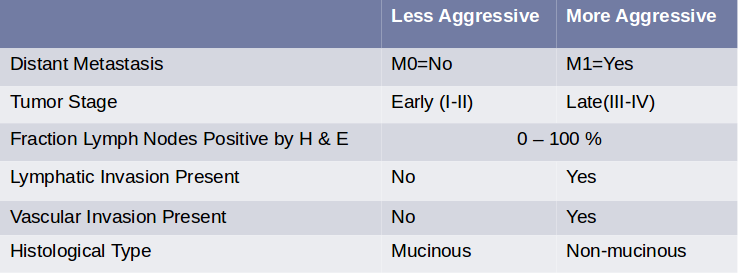 Less Aggressive More Aggressive
Distant Metastasis M0=No M1=Yes
Tumor Stage Early (I-II) Late(III-IV)
Fraction Lymph Nodes Positive by H & E 0 – 100 %
Lymphatic Invasion Present No Yes
Vascular Invasion Present No Yes
Histological Type Mucinous Non-mucinous